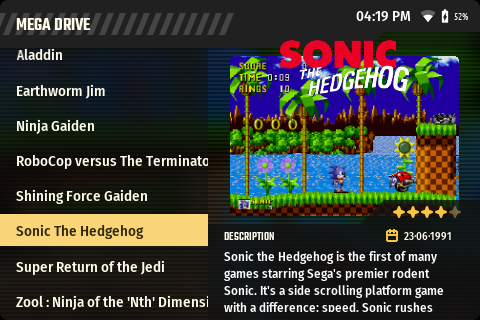 MEGA DRIVE
04:19 PM
52%
Aladdin
Earthworm Jim
Ninja Gaiden
RoboCop versus The Terminato
Shining Force Gaiden
Sonic The Hedgehog
Super Return of the Jedi
Zool : Ninja of the 'Nth' Dimensi
SONIC
THE
HEDGEHOG
SCORE
TIME 0:09
RINGS 10
DESCRIPTION
23-06-1991
Sonic the Hedgehog is the first of many
games starring Sega's premier rodent
Sonic. It's a side scrolling platform game
with a difference: speed. Sonic rushes